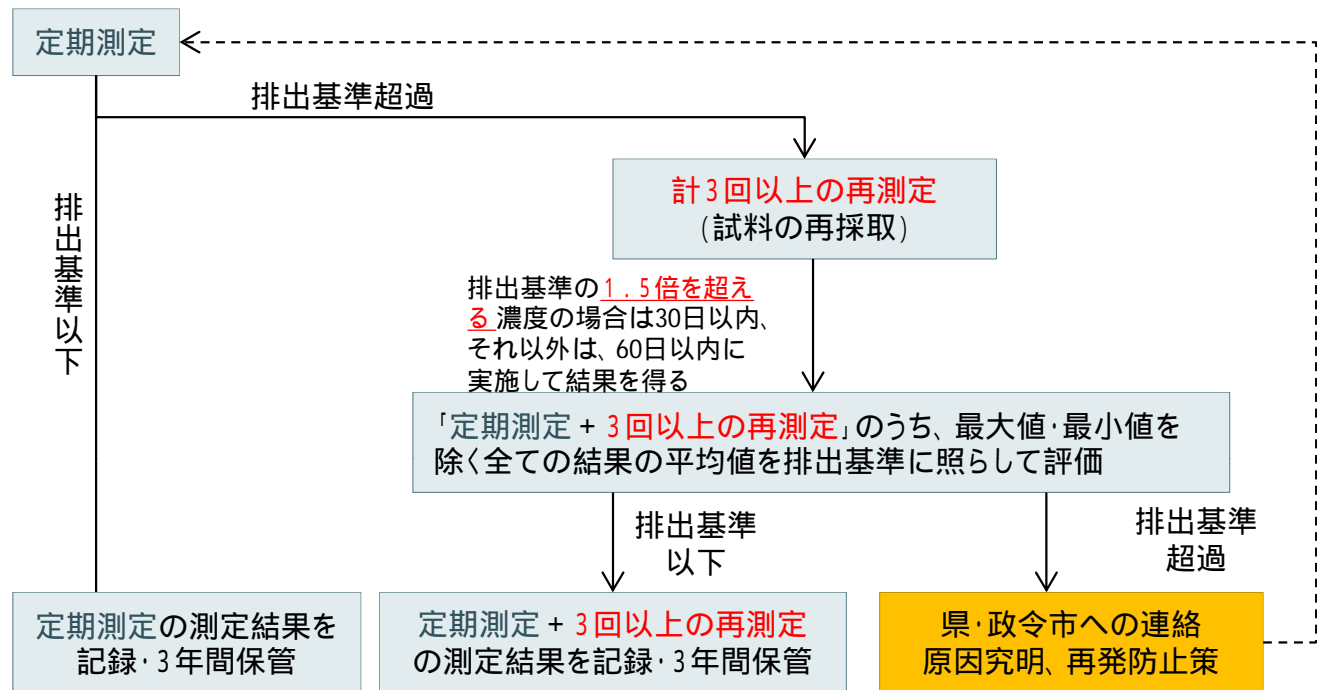 定期測定
排出基準超過
排出基準以下
計3回以上の再測定
(試料の再採取)
排出基準の1.5倍を超え
る濃度の場合は30日以内、
それ以外は、60日以内に
実施して結果を得る
「定期測定+3回以上の再測定」のうち、最大値・最小値を
除く全ての結果の平均値を排出基準に照らして評価
排出基準
以下
排出基準
超過
定期測定の測定結果を
記録・3年間保管
定期測定+3回以上の再測定
の測定結果を記録・3年間保管
県・政令市への連絡
原因究明、再発防止策